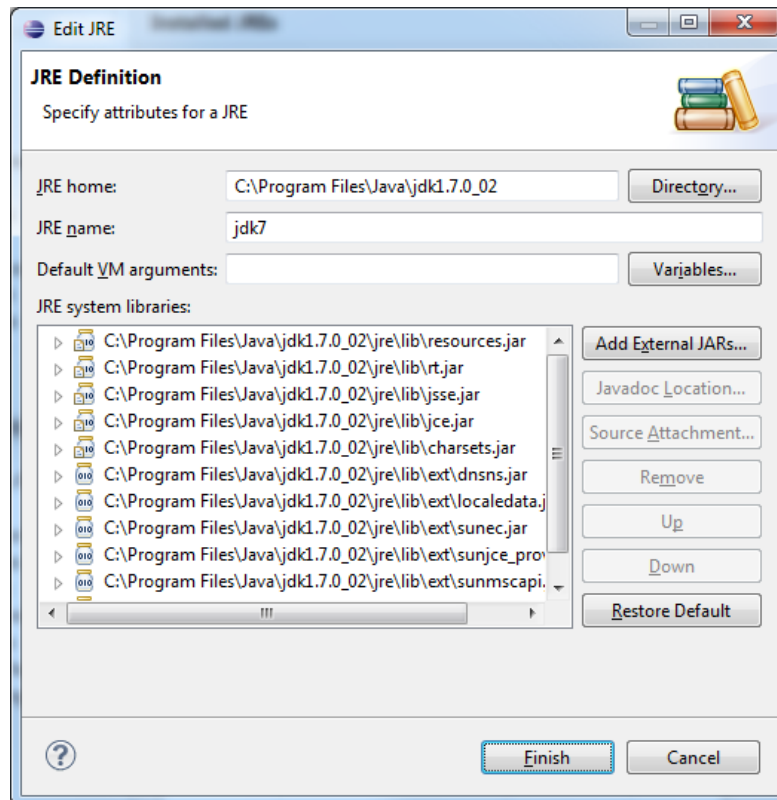 Edit JRE
JRE Definition
Specify attributes for a JRE
JRE home: C:\Program Files\Java\jdk1.7.0_02 Directory...
JRE name: jdk7
Default VM arguments: Variables...
JRE system libraries:
C:\Program Files\Java\jdk1.7.0_02\jre\lib\resources.jar
C:\Program Files\Java\jdk1.7.0_02\jre\lib\rt.jar
C:\Program Files\Java\jdk1.7.0_02\jre\lib\jsse.jar
C:\Program Files\Java\jdk1.7.0_02\jre\lib\jce.jar
C:\Program Files\Java\jdk1.7.0_02\jre\lib\charsets.jar
C:\Program Files\Java\jdk1.7.0_02\jre\lib\ext\dnsns.jar
C:\Program Files\Java\jdk1.7.0_02\jre\lib\ext\localedata.j
C:\Program Files\Java\jdk1.7.0_02\jre\lib\ext\sunec.jar
C:\Program Files\Java\jdk1.7.0_02\jre\lib\ext\sunjce_prov
C:\Program Files\Java\jdk1.7.0_02\jre\lib\ext\sunmscapi.
Add External JARs...
Javadoc Location...
Source Attachment...
Remove
Up
Down
Restore Default
Finish
Cancel